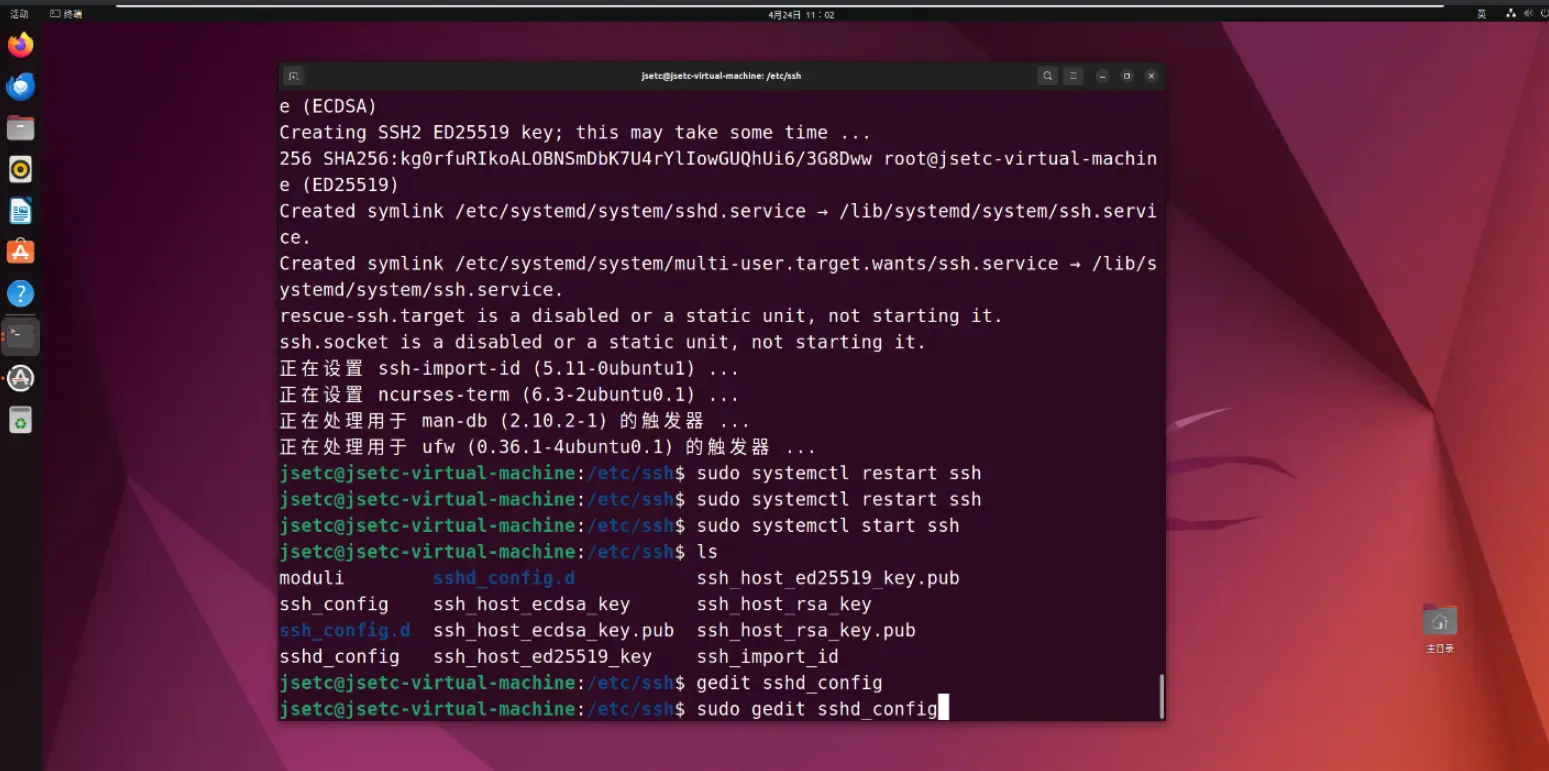 活动 终端 4月24日 11：02 英
jsetc@jsetc-virtual-machine: /etc/ssh
e (ECDSA)
Creating SSH2 ED25519 key; this may take some time ...
256 SHA256:kg0rfuRIkoALOBNSmDbK7U4rYlIowGUQhUi6/3G8Dww root@jsetc-virtual-machin
e (ED25519)
Created symlink /etc/systemd/system/sshd.service → /lib/systemd/system/ssh.servi
ce.
Created symlink /etc/systemd/system/multi-user.target.wants/ssh.service → /lib/s
ystemd/system/ssh.service.
rescue-ssh.target is a disabled or a static unit, not starting it.
ssh.socket is a disabled or a static unit, not starting it.
正在设置 ssh-import-id (5.11-0ubuntu1) ...
正在设置 ncurses-term (6.3-2ubuntu0.1) ...
正在处理用于 man-db (2.10.2-1) 的触发器 ...
正在处理用于 ufw (0.36.1-4ubuntu0.1) 的触发器 ...
jsetc@jsetc-virtual-machine:/etc/ssh$ sudo systemctl restart ssh
jsetc@jsetc-virtual-machine:/etc/ssh$ sudo systemctl restart ssh
jsetc@jsetc-virtual-machine:/etc/ssh$ sudo systemctl start ssh
jsetc@jsetc-virtual-machine:/etc/ssh$ ls
moduli sshd_config.d ssh_host_ed25519_key.pub
ssh_config ssh_host_ecdsa_key ssh_host_rsa_key
ssh_config.d ssh_host_ecdsa_key.pub ssh_host_rsa_key.pub
sshd_config ssh_host_ed25519_key ssh_import_id
jsetc@jsetc-virtual-machine:/etc/ssh$ gedit sshd_config
jsetc@jsetc-virtual-machine:/etc/ssh$ sudo gedit sshd_config
主目录